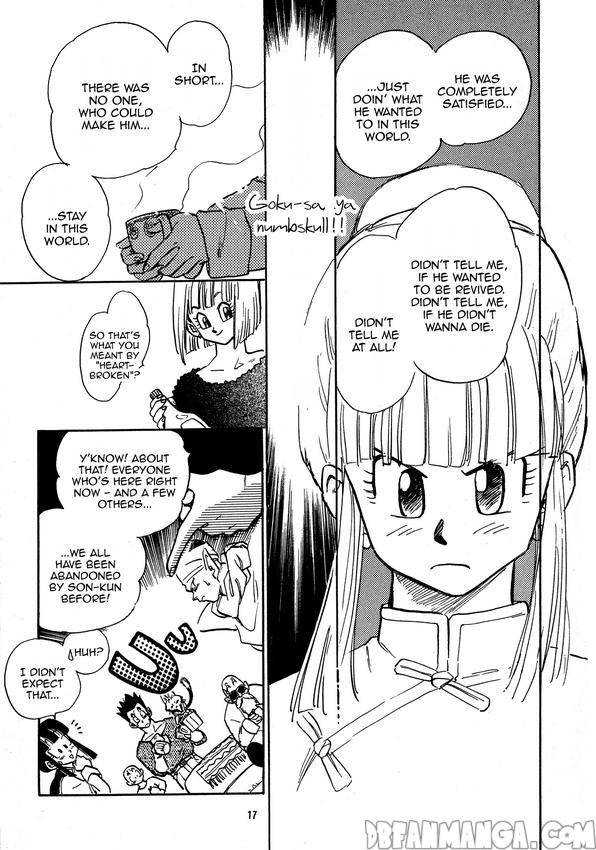 HE WAS
COMPLETELY
SATISFIED...
...JUST
DOIN' WHAT
HE WANTED
TO IN THIS
WORLD.
IN
SHORT...
THERE WAS
NO ONE,
WHO COULD
MAKE HIM...
...STAY
IN THIS
WORLD.
Goku-sa ya
numbskull!!
DIDN'T TELL ME,
IF HE WANTED
TO BE REVIVED.
DIDN'T TELL ME,
IF HE DIDN'T
WANNA DIE.
DIDN'T
TELL ME
AT ALL!
SO THAT'S
WHAT YOU
MEANT BY
"HEART-
BROKEN"?
Y'KNOW! ABOUT
THAT! EVERYONE
WHO'S HERE RIGHT
NOW - AND A FEW
OTHERS...
...WE ALL
HAVE BEEN
ABANDONED
BY SON-KUN
BEFORE!
HUH?
I DIDN'T
EXPECT
THAT...
Uu
17
DBFANMANGA.COM